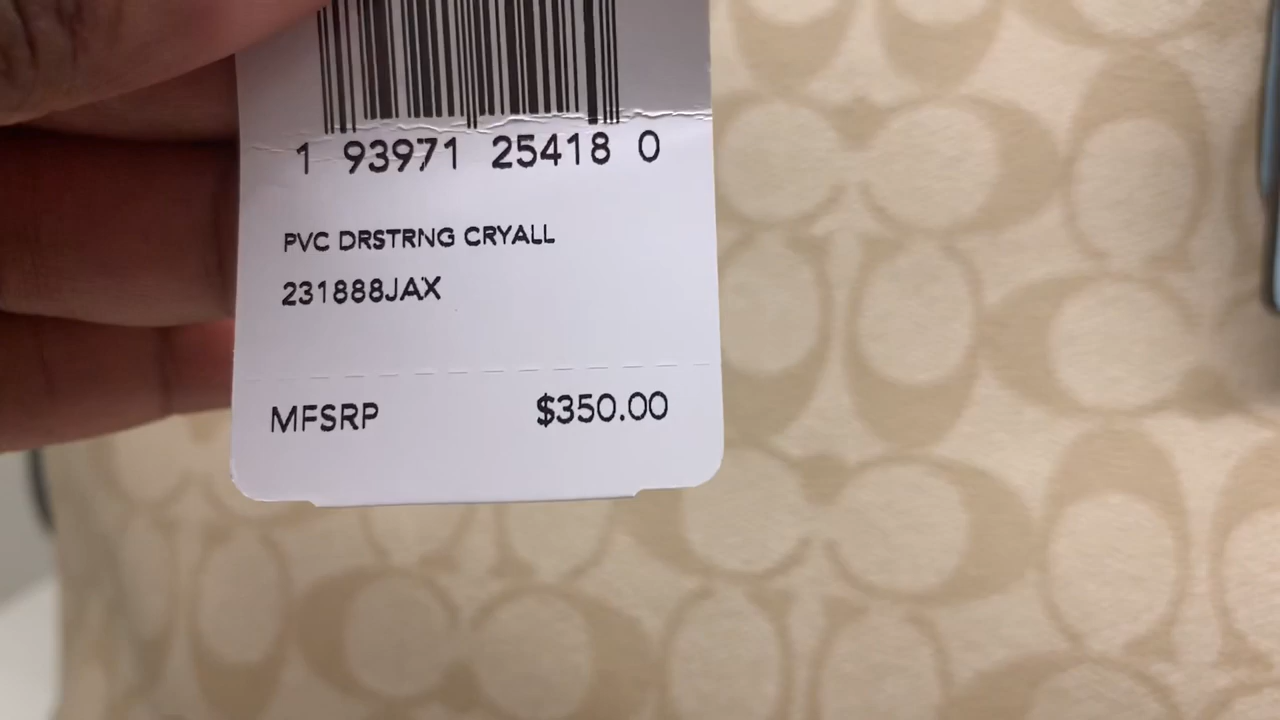 1 93971 25418 0
PVC DRSTRNG CRYALL
231888JAX
MFSRP $350.00